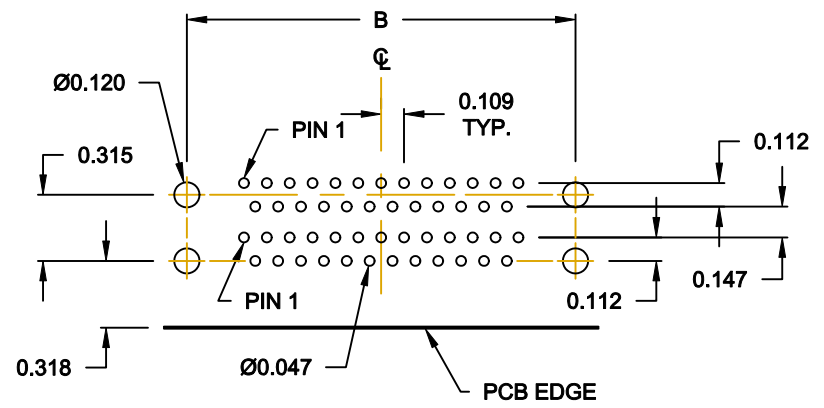 B
℄
Ø0.120
0.109
TYP.
PIN 1
0.112
0.315
0.147
PIN 1
0.112
0.318
Ø0.047
PCB EDGE